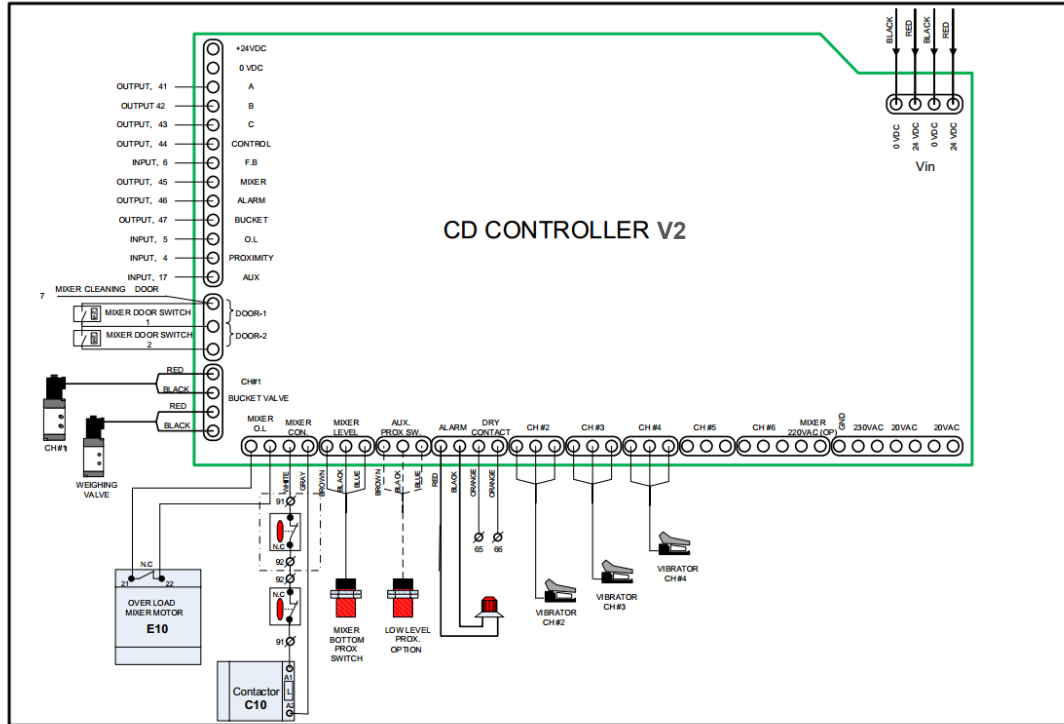 BLACK
RED
BLACK
RED
0 VDC
24 VDC
0 VDC
24 VDC
Vin
+24VDC
0 VDC
OUTPUT, 41 A
OUTPUT 42 B
OUTPUT, 43 C
OUTPUT, 44 CONTROL
INPUT, 6 F.B
OUTPUT, 45 MIXER
OUTPUT, 46 ALARM
OUTPUT, 47 BUCKET
INPUT, 5 O.L
INPUT, 4 PROXIMITY
INPUT, 17 AUX
CD CONTROLLER V2
7 MIXER CLEANING DOOR
MIXER DOOR SWITCH
1
DOOR-1
MIXER DOOR SWITCH
2
DOOR-2
RED
BLACK
RED
BLACK
CH#1
BUCKET VALVE
CH#1
WEIGHING
VALVE
MIXER
O.L
MIXER
CON.
MIXER
LEVEL
AUX.
PROX SW.
ALARM
DRY
CONTACT
CH #2
CH #3
CH #4
CH #5
CH #6
MIXER
220VAC (OP)
GND
230VAC
20VAC
20VAC
WHITE
GRAY
BROWN
BLACK
BLUE
BROWN
BLACK
BLUE
RED
BLACK
ORANGE
ORANGE
91
N.C
92
92
N.C
91
65
66
N.C
21
22
OVER LOAD
MIXER MOTOR
E10
Contactor
C10
A1
L
A2
MIXER
BOTTOM
PROX
SWITCH
LOW LEVEL
PROX.
OPTION
VIBRATOR
CH#2
VIBRATOR
CH#3
VIBRATOR
CH#4